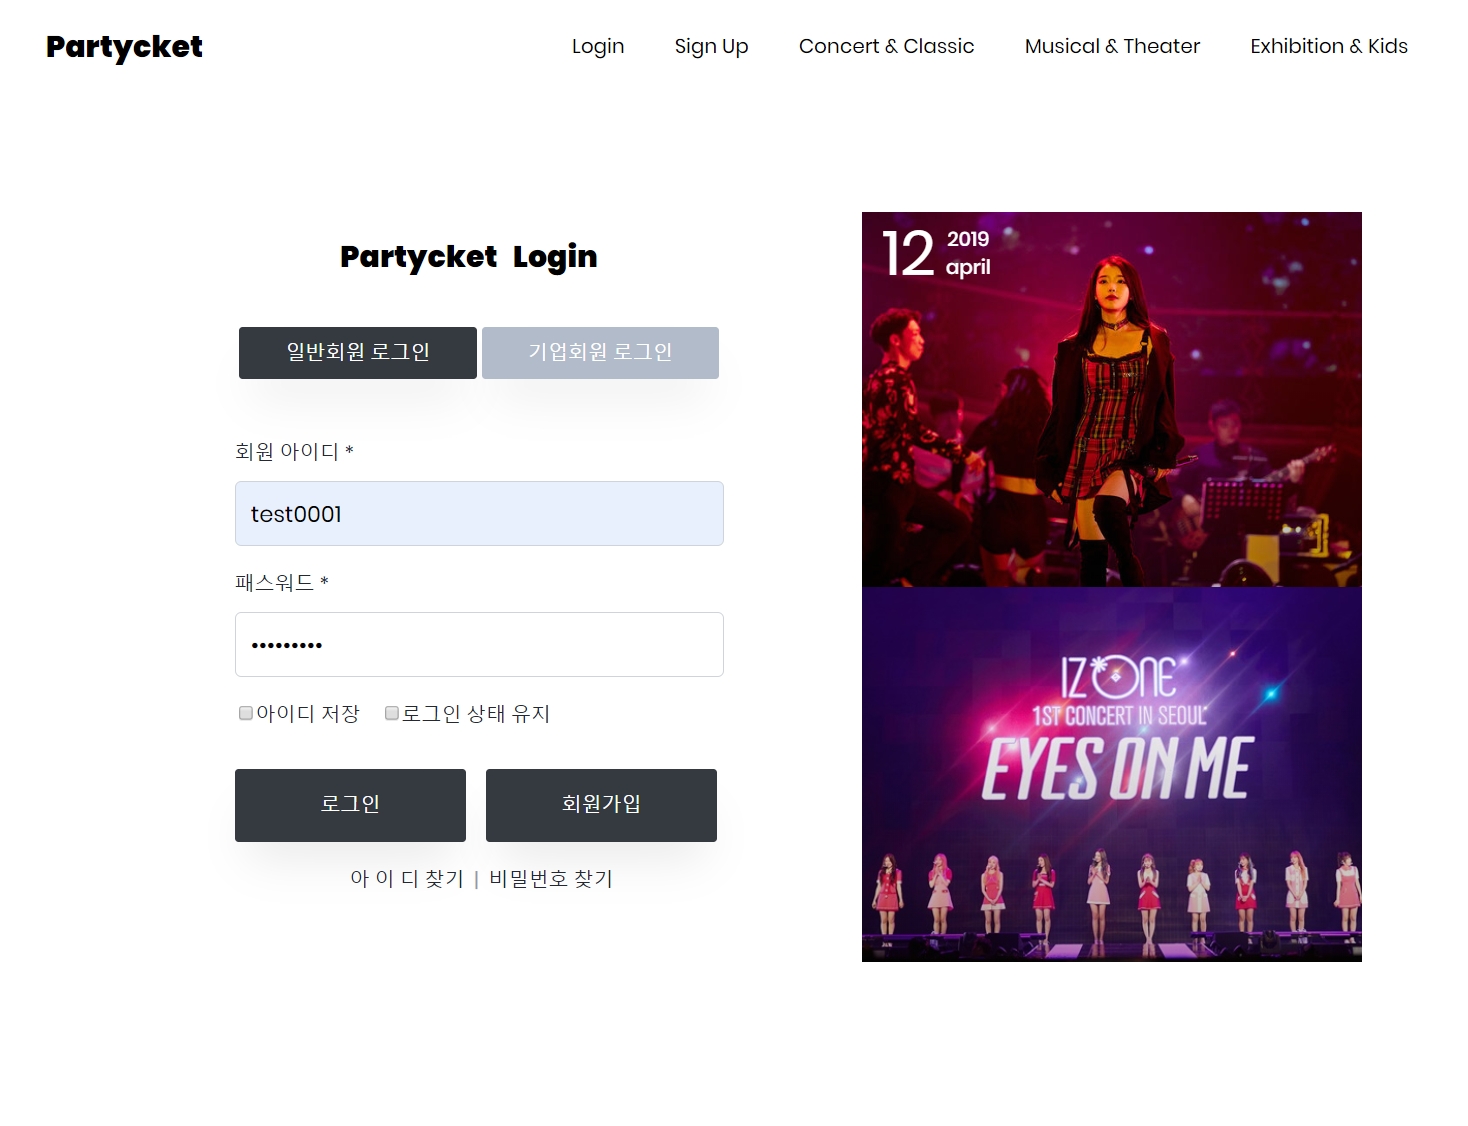 Partycket
Login Sign Up Concert & Classic Musical & Theater Exhibition & Kids
Partycket Login
일반회원 로그인 기업회원 로그인
회원 아이디 *
test0001
패스워드 *
•••••••••
아이디 저장 로그인 상태 유지
로그인 회원가입
아 이 디 찾기 | 비밀번호 찾기
12 2019
april
IZ*ONE
1ST CONCERT IN SEOUL
EYES ON ME